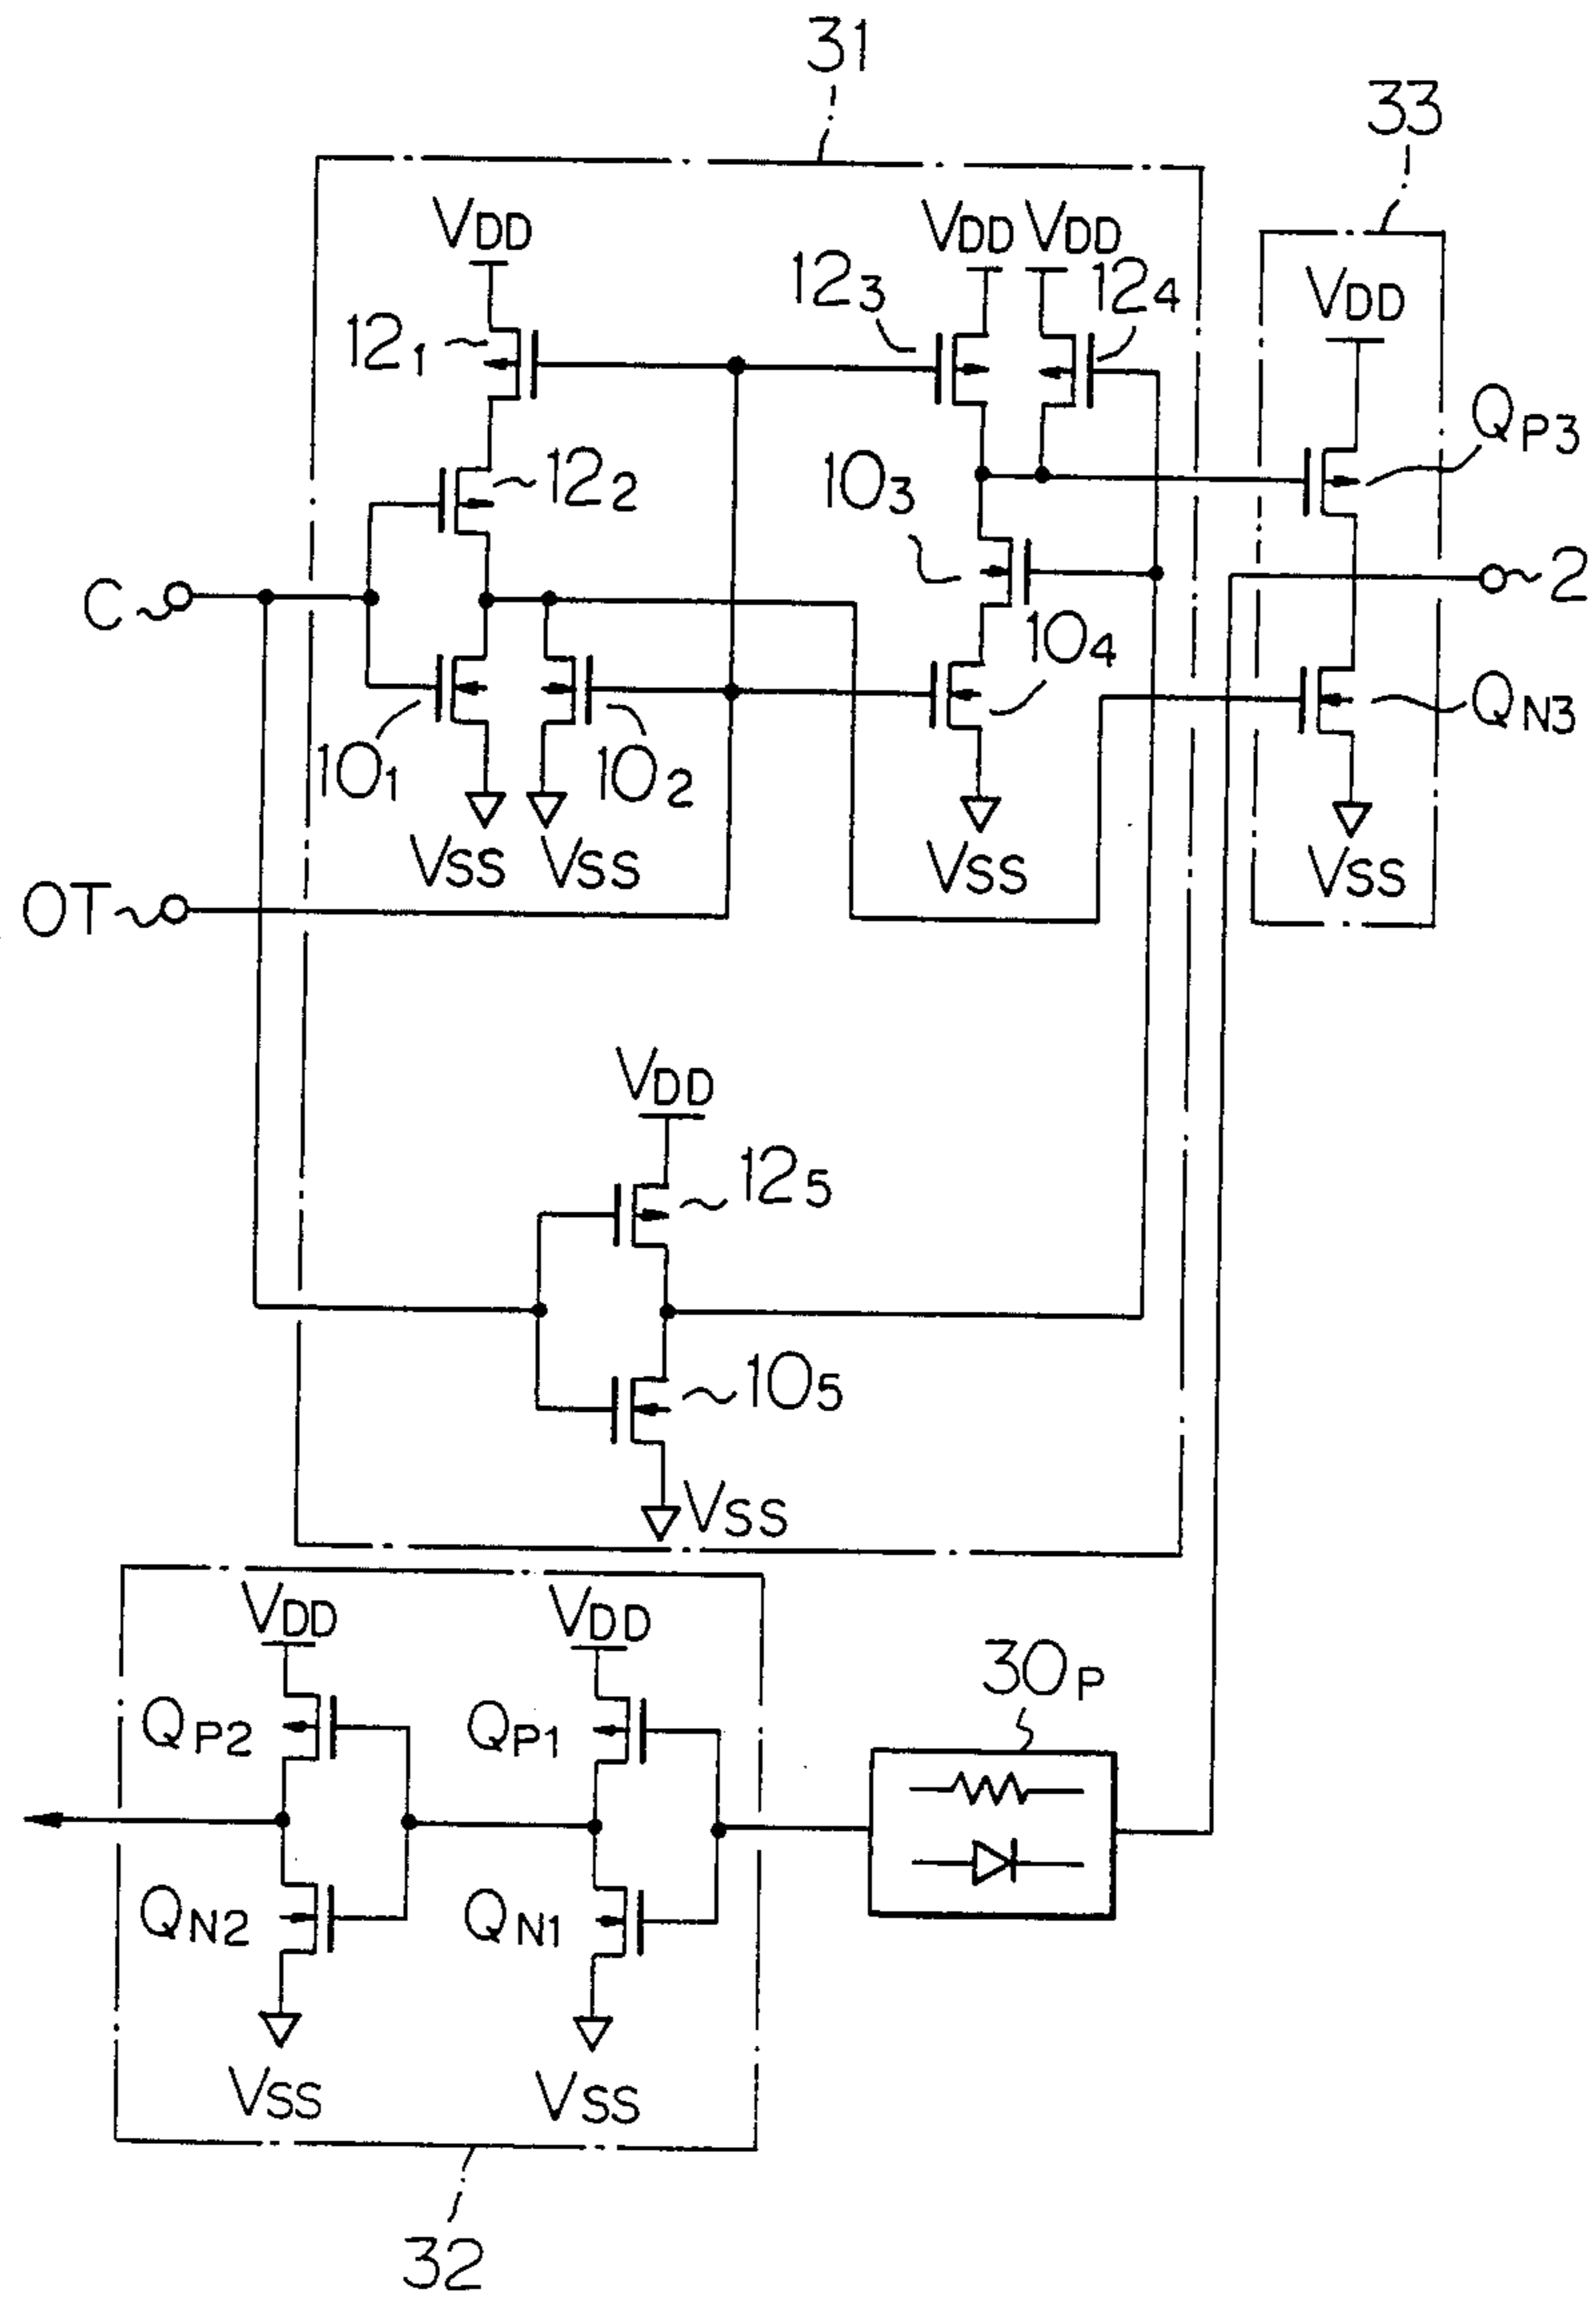 31
33
VDD
VDD VDD
VDD
12₁
12₃
12₄
12₂
10₃
QP3
C
2
10₄
10₁
10₂
QN3
VSS VSS
VSS
VSS
OT
VDD
12₅
10₅
VSS
VDD
VDD
30P
QP2
QP1
QN2
QN1
VSS
VSS
32